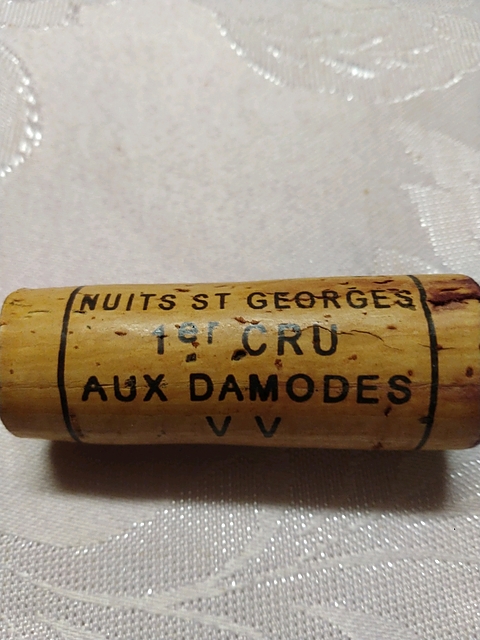 NUITS ST GEORGES
1er CRU
AUX DAMODES
V V